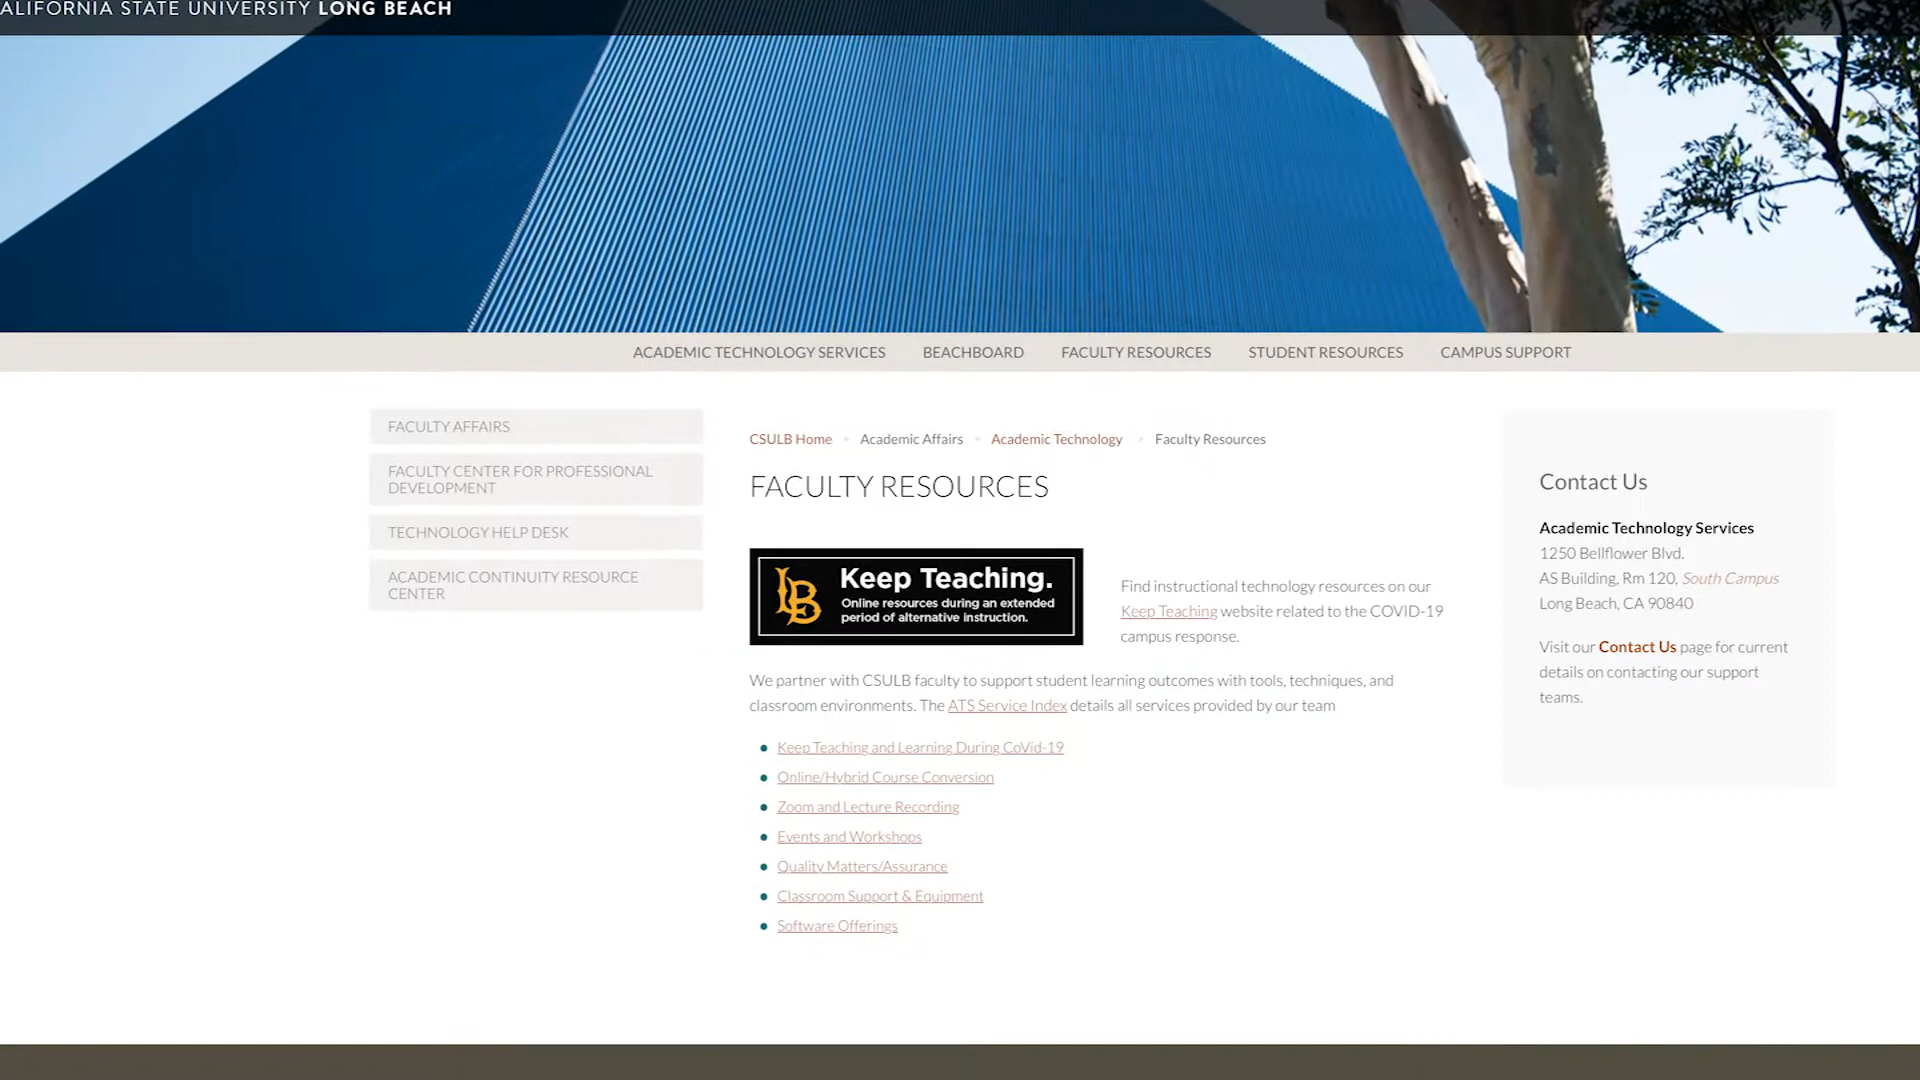 ALIFORNIA STATE UNIVERSITY LONG BEACH
ACADEMIC TECHNOLOGY SERVICES BEACHBOARD FACULTY RESOURCES STUDENT RESOURCES CAMPUS SUPPORT
FACULTY AFFAIRS
FACULTY CENTER FOR PROFESSIONAL
DEVELOPMENT
TECHNOLOGY HELP DESK
ACADEMIC CONTINUITY RESOURCE
CENTER
CSULB Home > Academic Affairs > Academic Technology > Faculty Resources
FACULTY RESOURCES
LB
Keep Teaching.
Online resources during an extended
period of alternative instruction.
Find instructional technology resources on our
Keep Teaching website related to the COVID-19
campus response.
We partner with CSULB faculty to support student learning outcomes with tools, techniques, and
classroom environments. The ATS Service Index details all services provided by our team
Keep Teaching and Learning During CoVid-19
Online/Hybrid Course Conversion
Zoom and Lecture Recording
Events and Workshops
Quality Matters/Assurance
Classroom Support & Equipment
Software Offerings
Contact Us
Academic Technology Services
1250 Bellflower Blvd.
AS Building, Rm 120, South Campus
Long Beach, CA 90840
Visit our Contact Us page for current
details on contacting our support
teams.